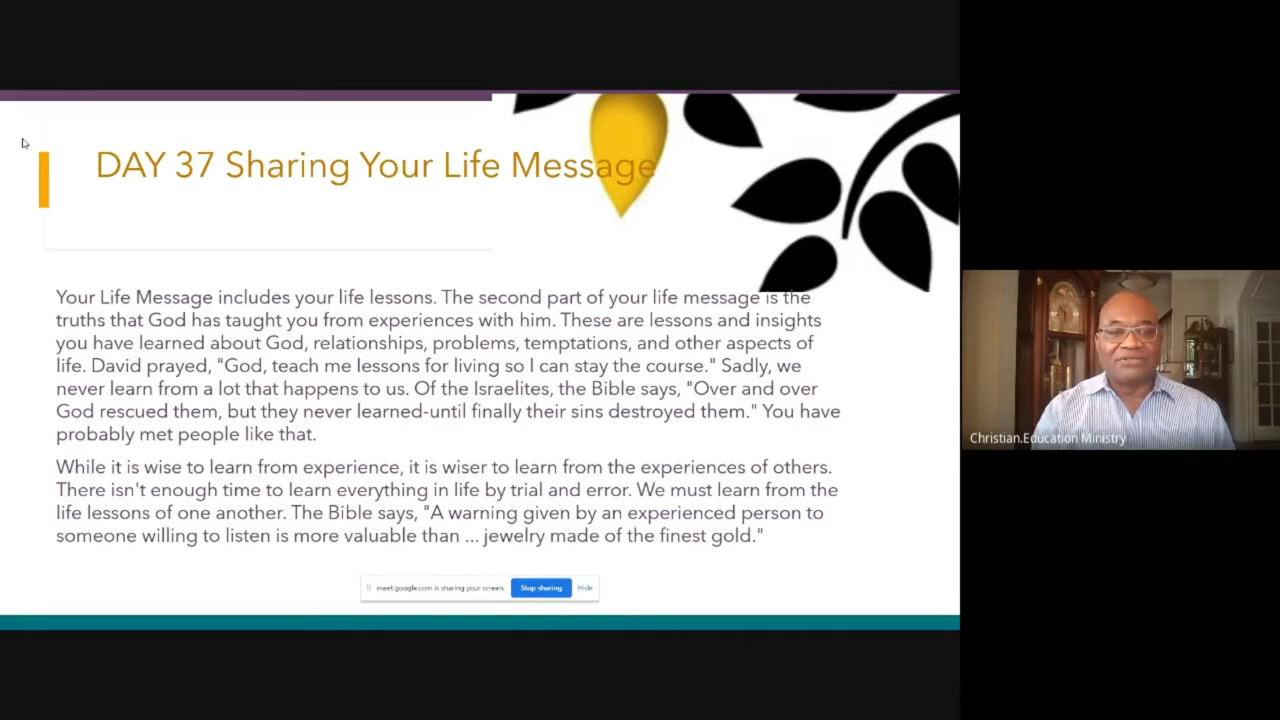 DAY 37 Sharing Your Life Message
Your Life Message includes your life lessons. The second part of your life message is the
truths that God has taught you from experiences with him. These are lessons and insights
you have learned about God, relationships, problems, temptations, and other aspects of
life. David prayed, "God, teach me lessons for living so I can stay the course." Sadly, we
never learn from a lot that happens to us. Of the Israelites, the Bible says, "Over and over
God rescued them, but they never learned-until finally their sins destroyed them." You have
probably met people like that.
While it is wise to learn from experience, it is wiser to learn from the experiences of others.
There isn't enough time to learn everything in life by trial and error. We must learn from the
life lessons of one another. The Bible says, "A warning given by an experienced person to
someone willing to listen is more valuable than ... jewelry made of the finest gold."
meet.google.com is sharing your screen. Stop sharing Hide
Christian.Education Ministry